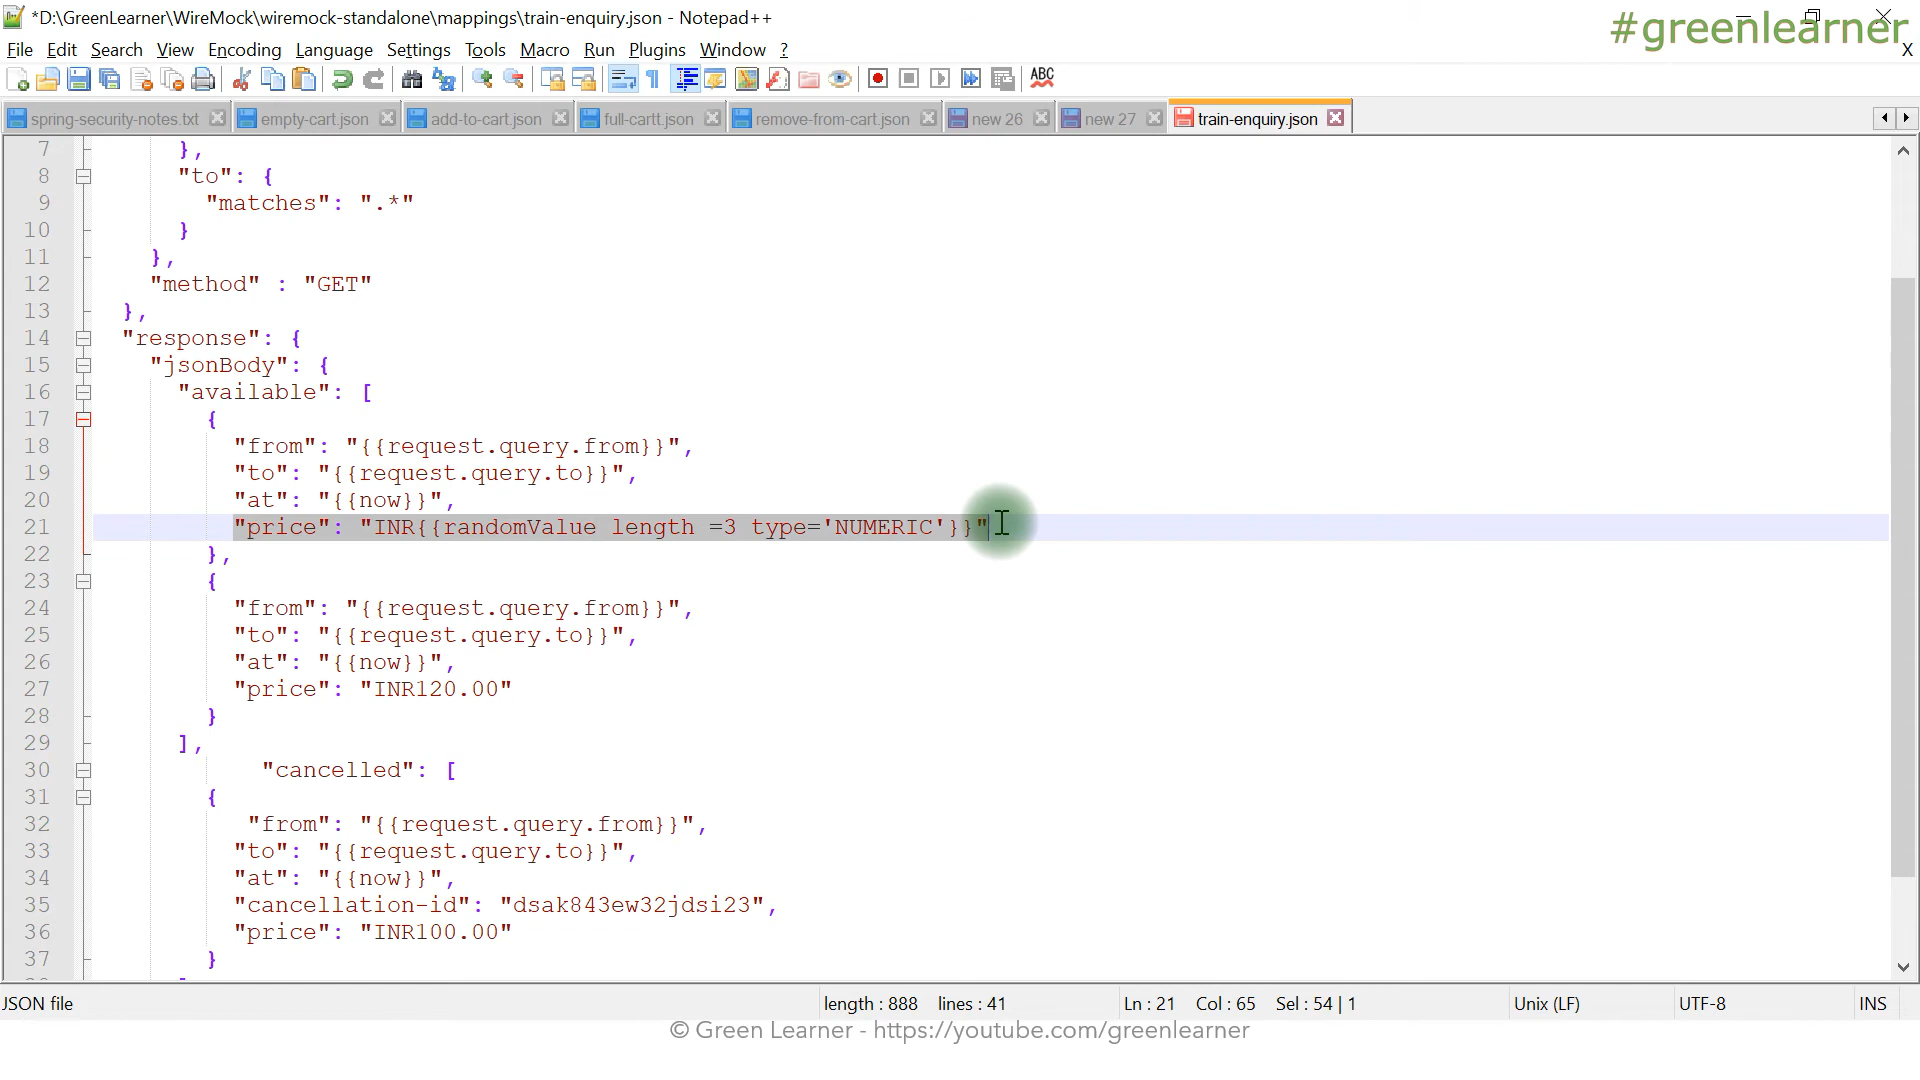 *D:\GreenLearner\WireMock\wiremock-standalone\mappings\train-enquiry.json - Notepad++
#greenlearner
File Edit Search View Encoding Language Settings Tools Macro Run Plugins Window ? X
ABC
spring-security-notes.txt empty-cart.json add-to-cart.json full-cartt.json remove-from-cart.json new 26 new 27 train-enquiry.json
7 },
8 "to": {
9 "matches": ".*"
10 }
11 },
12 "method" : "GET"
13 },
14 "response": {
15 "jsonBody": {
16 "available": [
17 {
18 "from": "{{request.query.from}}",
19 "to": "{{request.query.to}}",
20 "at": "{{now}}",
21 "price": "INR{{randomValue length =3 type='NUMERIC'}}"
22 },
23 {
24 "from": "{{request.query.from}}",
25 "to": "{{request.query.to}}",
26 "at": "{{now}}",
27 "price": "INR120.00"
28 }
29 ],
30 "cancelled": [
31 {
32 "from": "{{request.query.from}}",
33 "to": "{{request.query.to}}",
34 "at": "{{now}}",
35 "cancellation-id": "dsak843ew32jdsi23",
36 "price": "INR100.00"
37 }
JSON file length : 888 lines : 41 Ln : 21 Col : 65 Sel : 54 | 1 Unix (LF) UTF-8 INS
© Green Learner - https://youtube.com/greenlearner